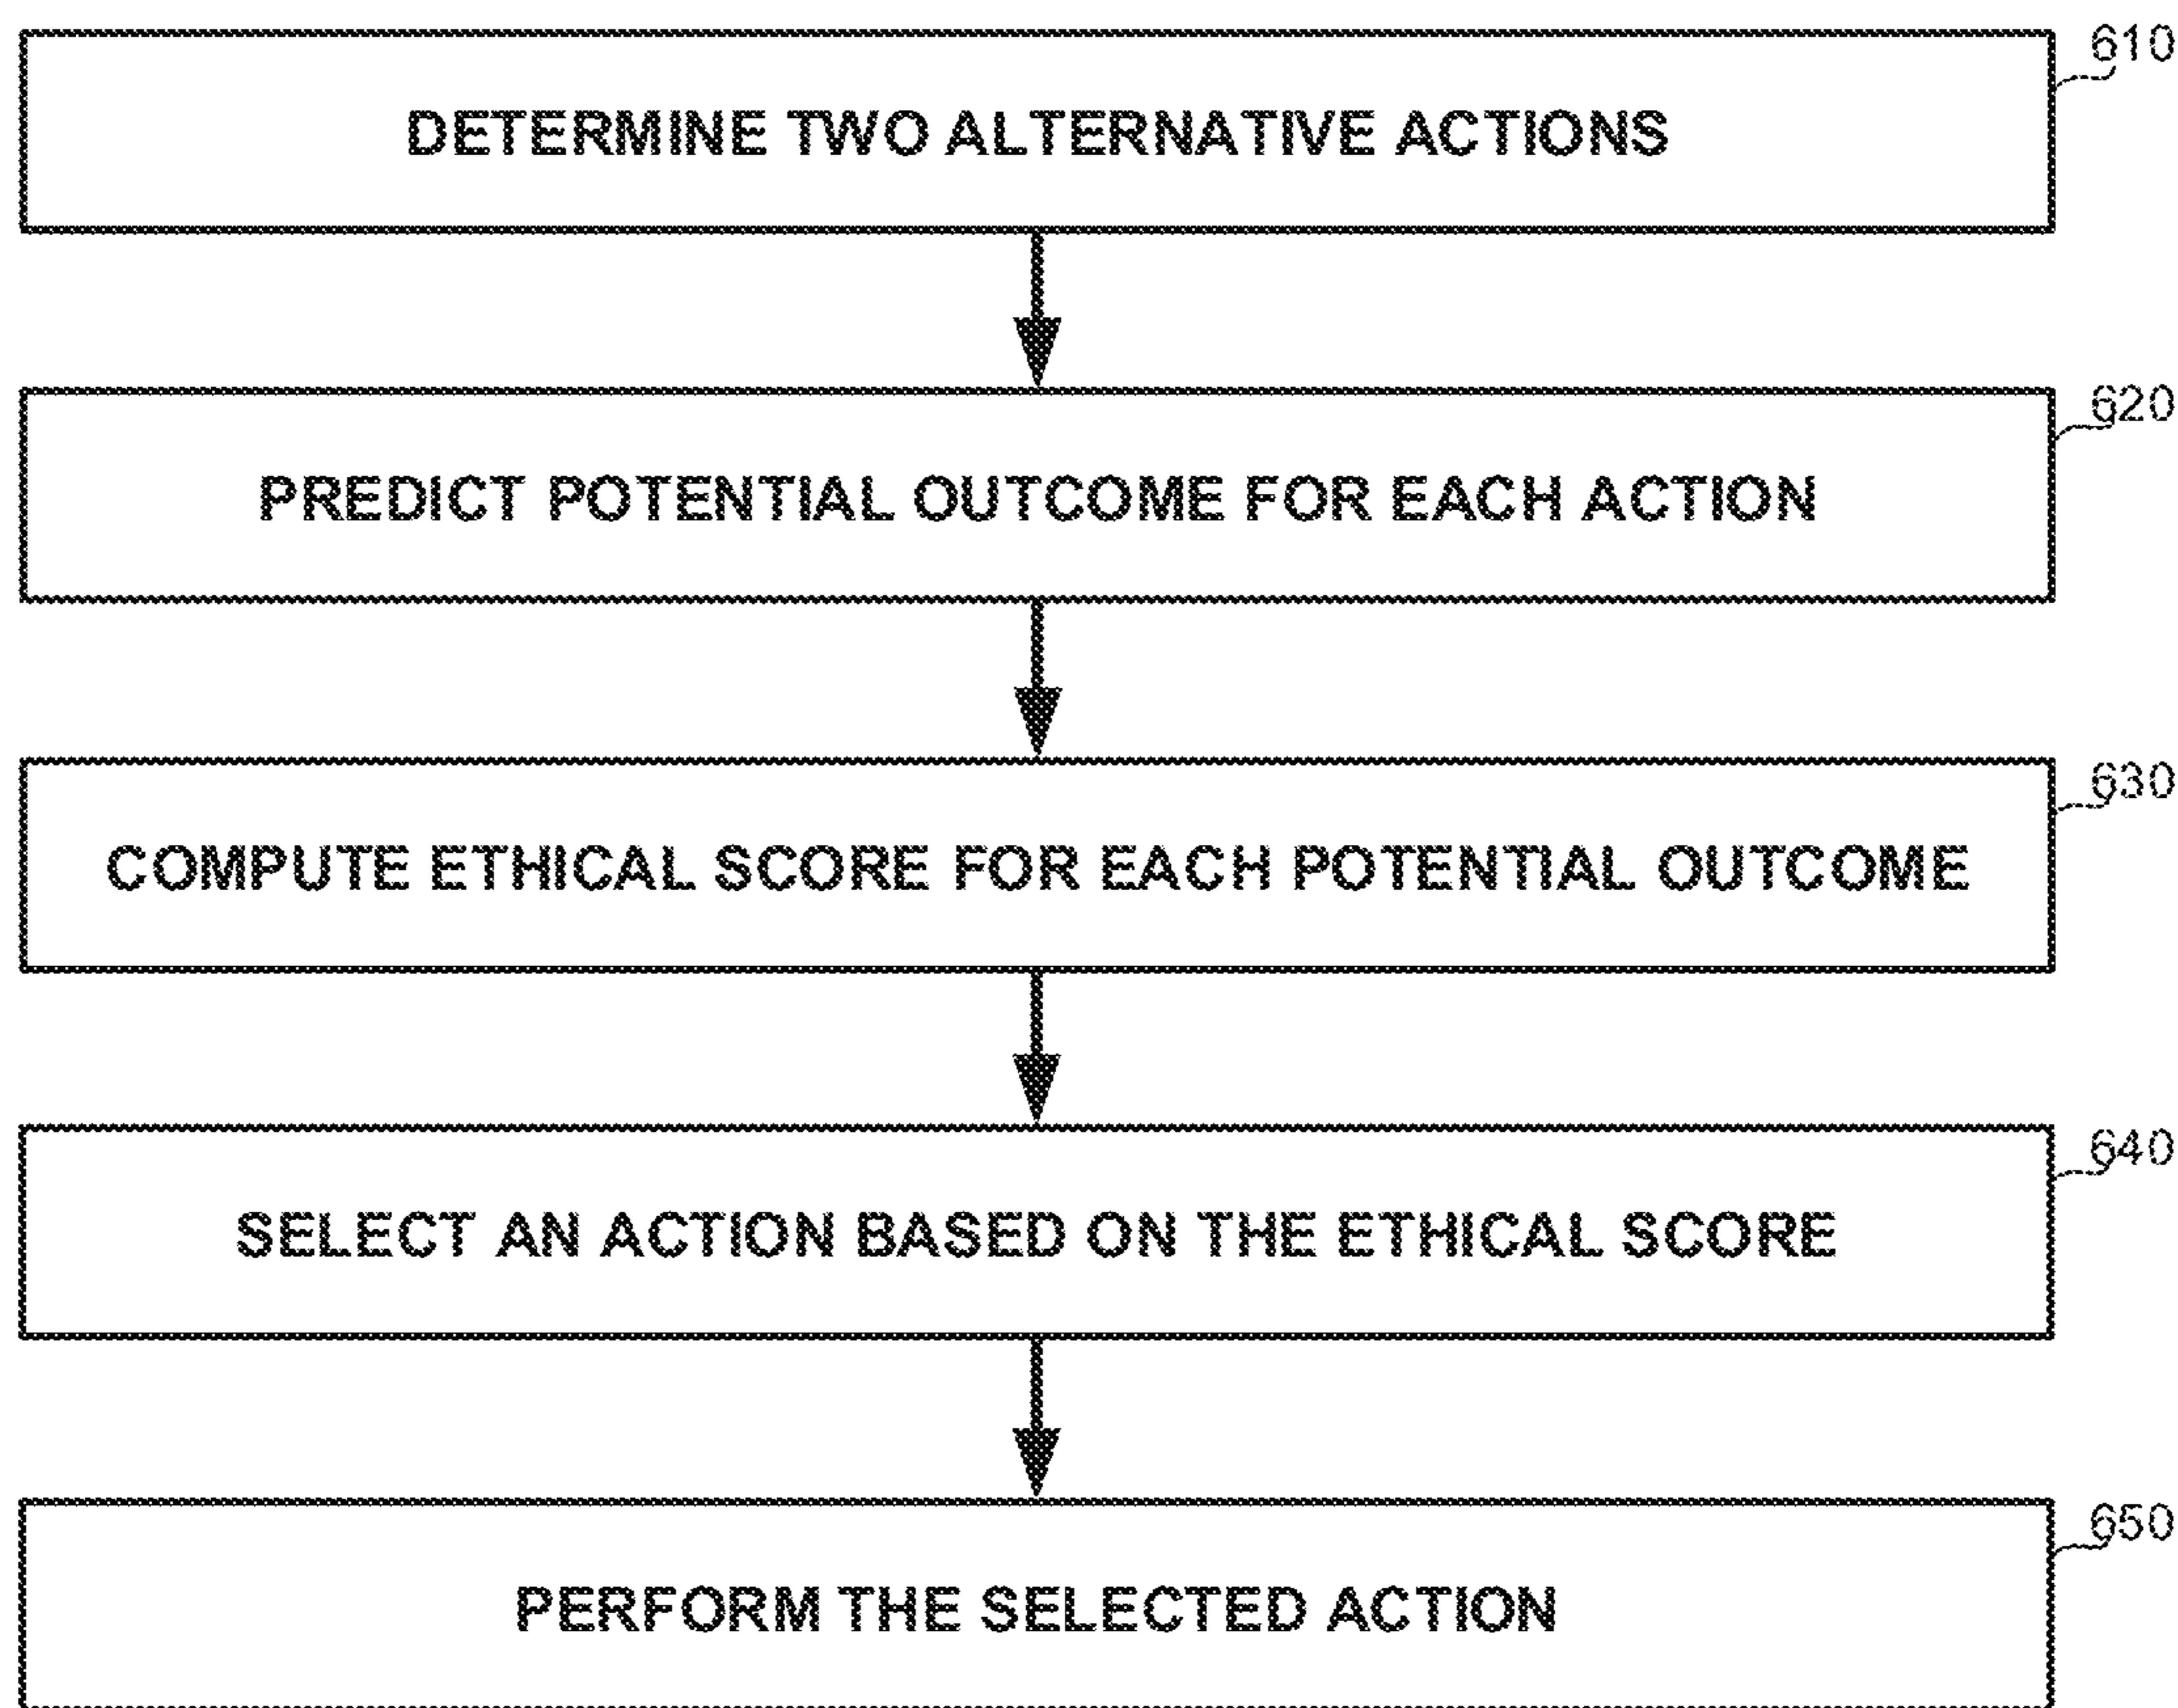 610
DETERMINE TWO ALTERNATIVE ACTIONS
620
PREDICT POTENTIAL OUTCOME FOR EACH ACTION
630
COMPUTE ETHICAL SCORE FOR EACH POTENTIAL OUTCOME
640
SELECT AN ACTION BASED ON THE ETHICAL SCORE
650
PERFORM THE SELECTED ACTION